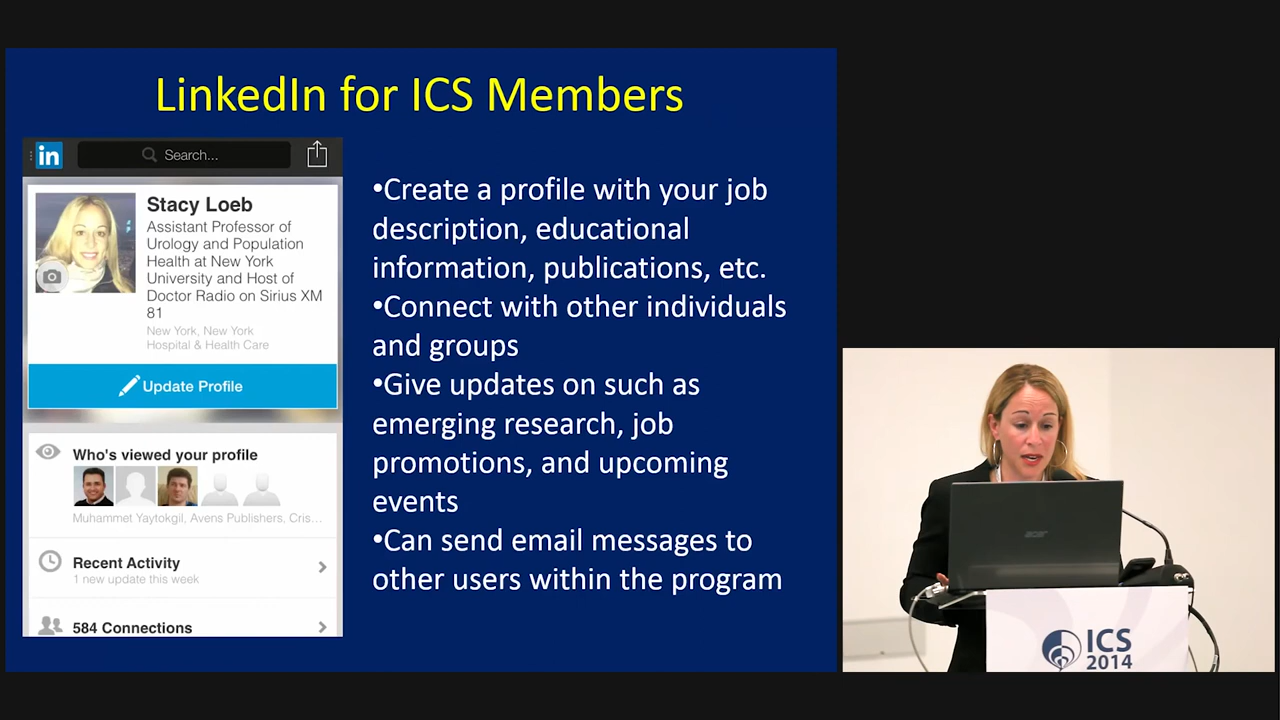 LinkedIn for ICS Members
in
Search...
Stacy Loeb
Assistant Professor of
Urology and Population
Health at New York
University and Host of
Doctor Radio on Sirius XM
81
New York, New York
Hospital & Health Care
Update Profile
Who's viewed your profile
Muhammet Yaytokgil, Avens Publishers, Cris...
Recent Activity
1 new update this week
584 Connections
•Create a profile with your job
description, educational
information, publications, etc.
•Connect with other individuals
and groups
•Give updates on such as
emerging research, job
promotions, and upcoming
events
•Can send email messages to
other users within the program
acer
ICS
2014